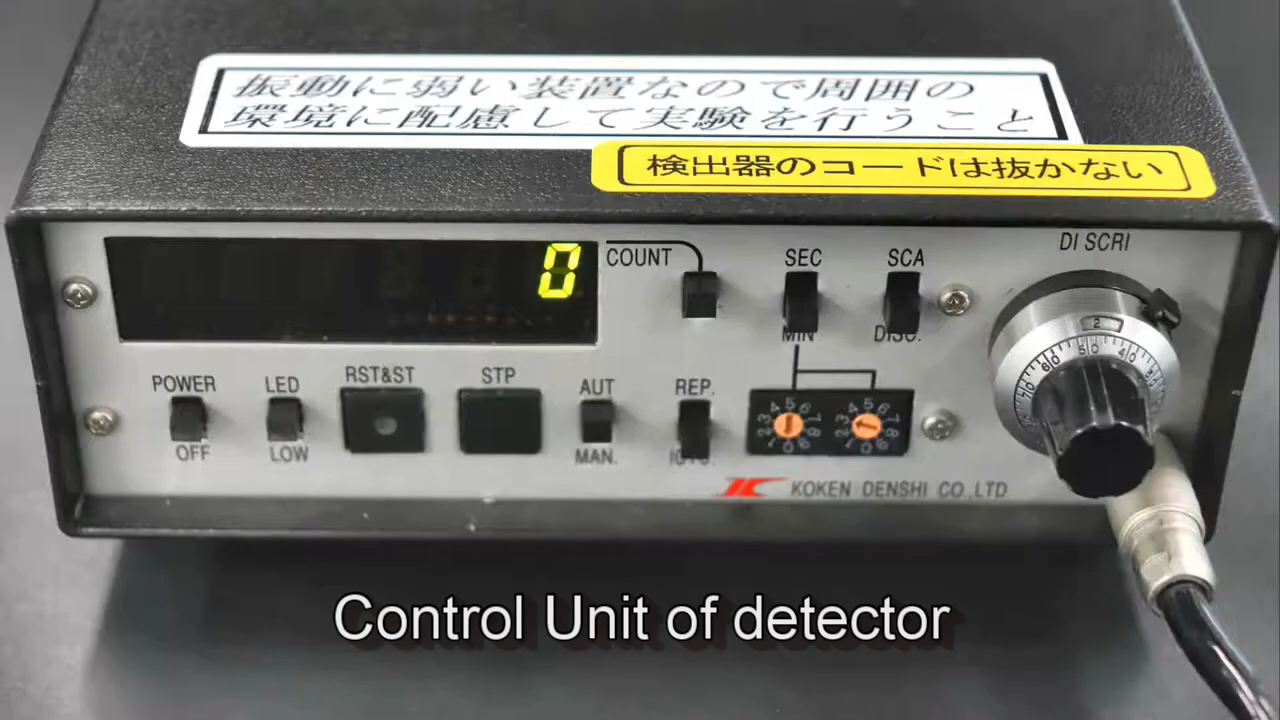 振動に弱い装置なので周囲の
環境に配慮して実験を行うこと
検出器のコードは抜かない
DI SCRI
0
COUNT
SEC
SCA
MIN
DISC.
2
POWER
LED
RST&ST
STP
AUT
REP.
OFF
LOW
MAN.
KOKEN DENSHI CO.,LTD
Control Unit of detector